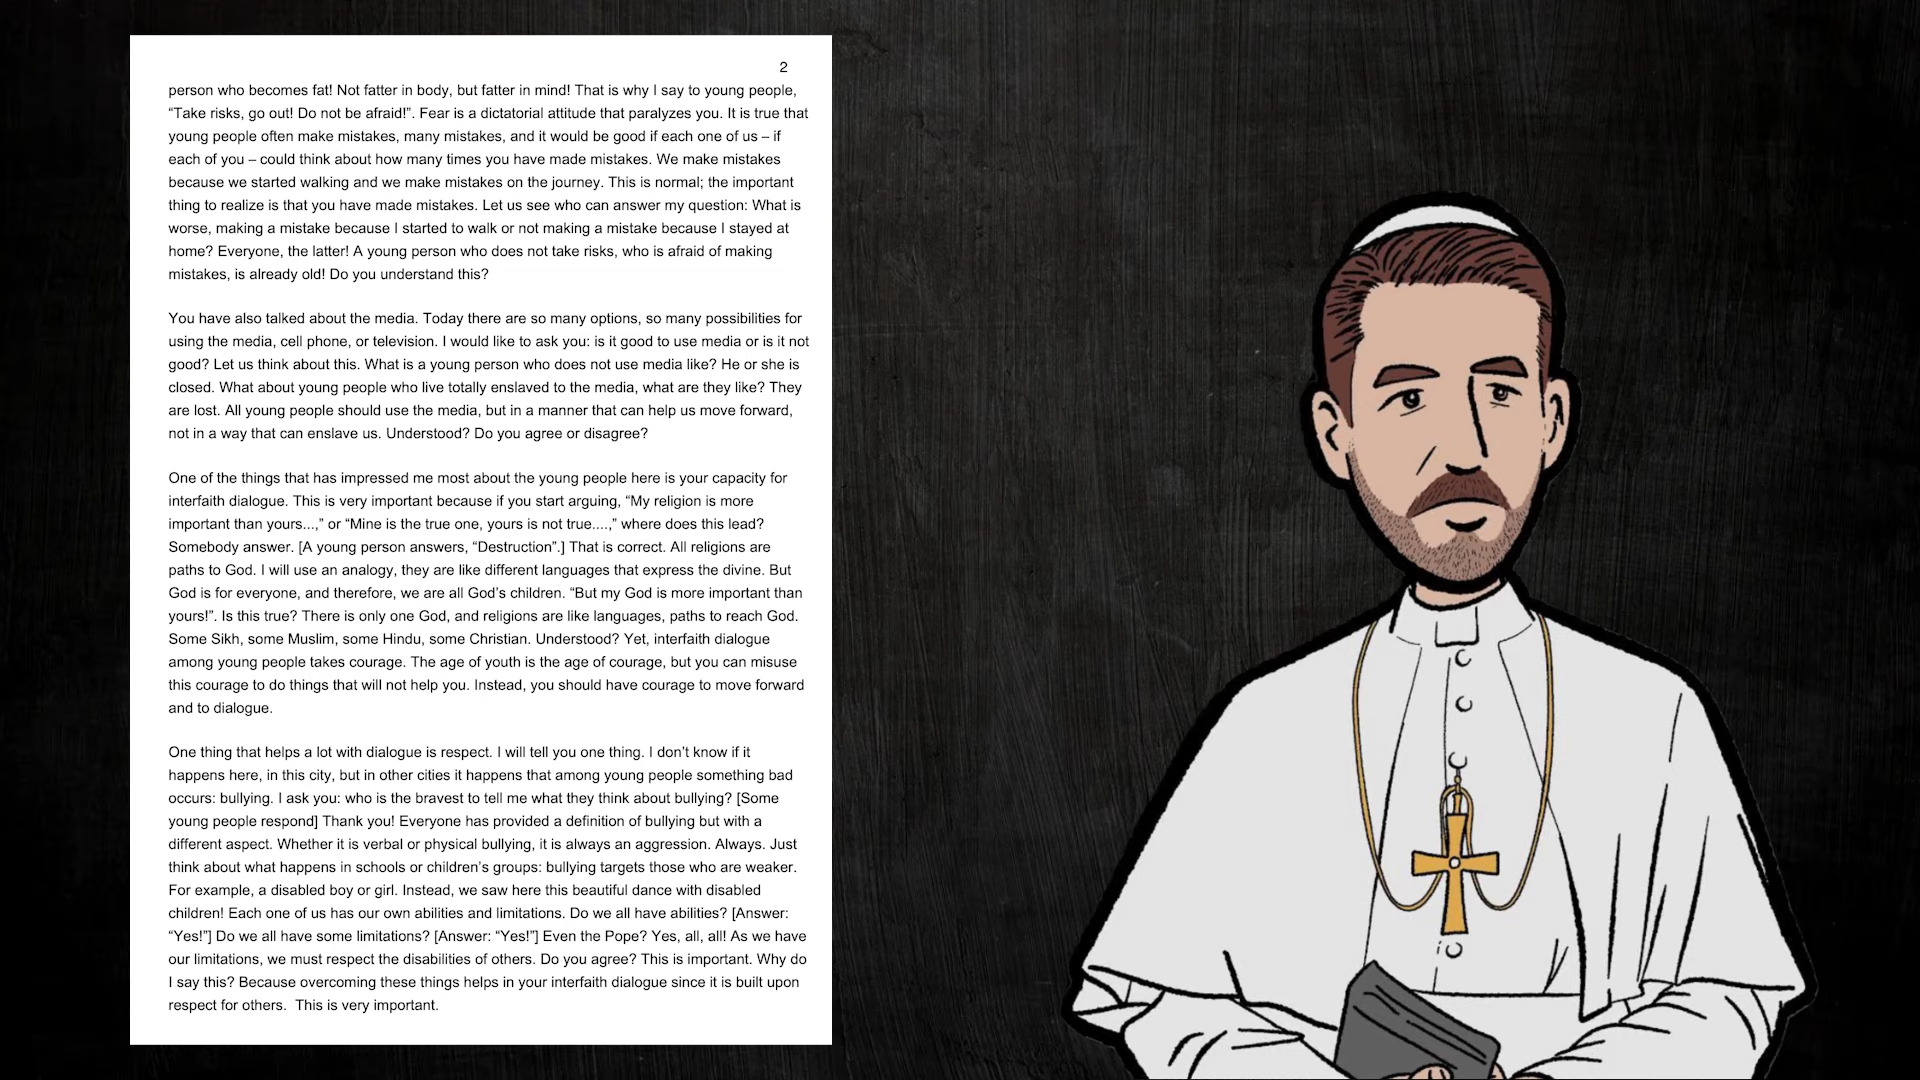 2
person who becomes fat! Not fatter in body, but fatter in mind! That is why I say to young people,
“Take risks, go out! Do not be afraid!”. Fear is a dictatorial attitude that paralyzes you. It is true that
young people often make mistakes, many mistakes, and it would be good if each one of us – if
each of you – could think about how many times you have made mistakes. We make mistakes
because we started walking and we make mistakes on the journey. This is normal; the important
thing to realize is that you have made mistakes. Let us see who can answer my question: What is
worse, making a mistake because I started to walk or not making a mistake because I stayed at
home? Everyone, the latter! A young person who does not take risks, who is afraid of making
mistakes, is already old! Do you understand this?
You have also talked about the media. Today there are so many options, so many possibilities for
using the media, cell phone, or television. I would like to ask you: is it good to use media or is it not
good? Let us think about this. What is a young person who does not use media like? He or she is
closed. What about young people who live totally enslaved to the media, what are they like? They
are lost. All young people should use the media, but in a manner that can help us move forward,
not in a way that can enslave us. Understood? Do you agree or disagree?
One of the things that has impressed me most about the young people here is your capacity for
interfaith dialogue. This is very important because if you start arguing, “My religion is more
important than yours...,” or “Mine is the true one, yours is not true....,” where does this lead?
Somebody answer. [A young person answers, “Destruction”.] That is correct. All religions are
paths to God. I will use an analogy, they are like different languages that express the divine. But
God is for everyone, and therefore, we are all God’s children. “But my God is more important than
yours!”. Is this true? There is only one God, and religions are like languages, paths to reach God.
Some Sikh, some Muslim, some Hindu, some Christian. Understood? Yet, interfaith dialogue
among young people takes courage. The age of youth is the age of courage, but you can misuse
this courage to do things that will not help you. Instead, you should have courage to move forward
and to dialogue.
One thing that helps a lot with dialogue is respect. I will tell you one thing. I don’t know if it
happens here, in this city, but in other cities it happens that among young people something bad
occurs: bullying. I ask you: who is the bravest to tell me what they think about bullying? [Some
young people respond] Thank you! Everyone has provided a definition of bullying but with a
different aspect. Whether it is verbal or physical bullying, it is always an aggression. Always. Just
think about what happens in schools or children’s groups: bullying targets those who are weaker.
For example, a disabled boy or girl. Instead, we saw here this beautiful dance with disabled
children! Each one of us has our own abilities and limitations. Do we all have abilities? [Answer:
“Yes!”] Do we all have some limitations? [Answer: “Yes!”] Even the Pope? Yes, all, all! As we have
our limitations, we must respect the disabilities of others. Do you agree? This is important. Why do
I say this? Because overcoming these things helps in your interfaith dialogue since it is built upon
respect for others.  This is very important.